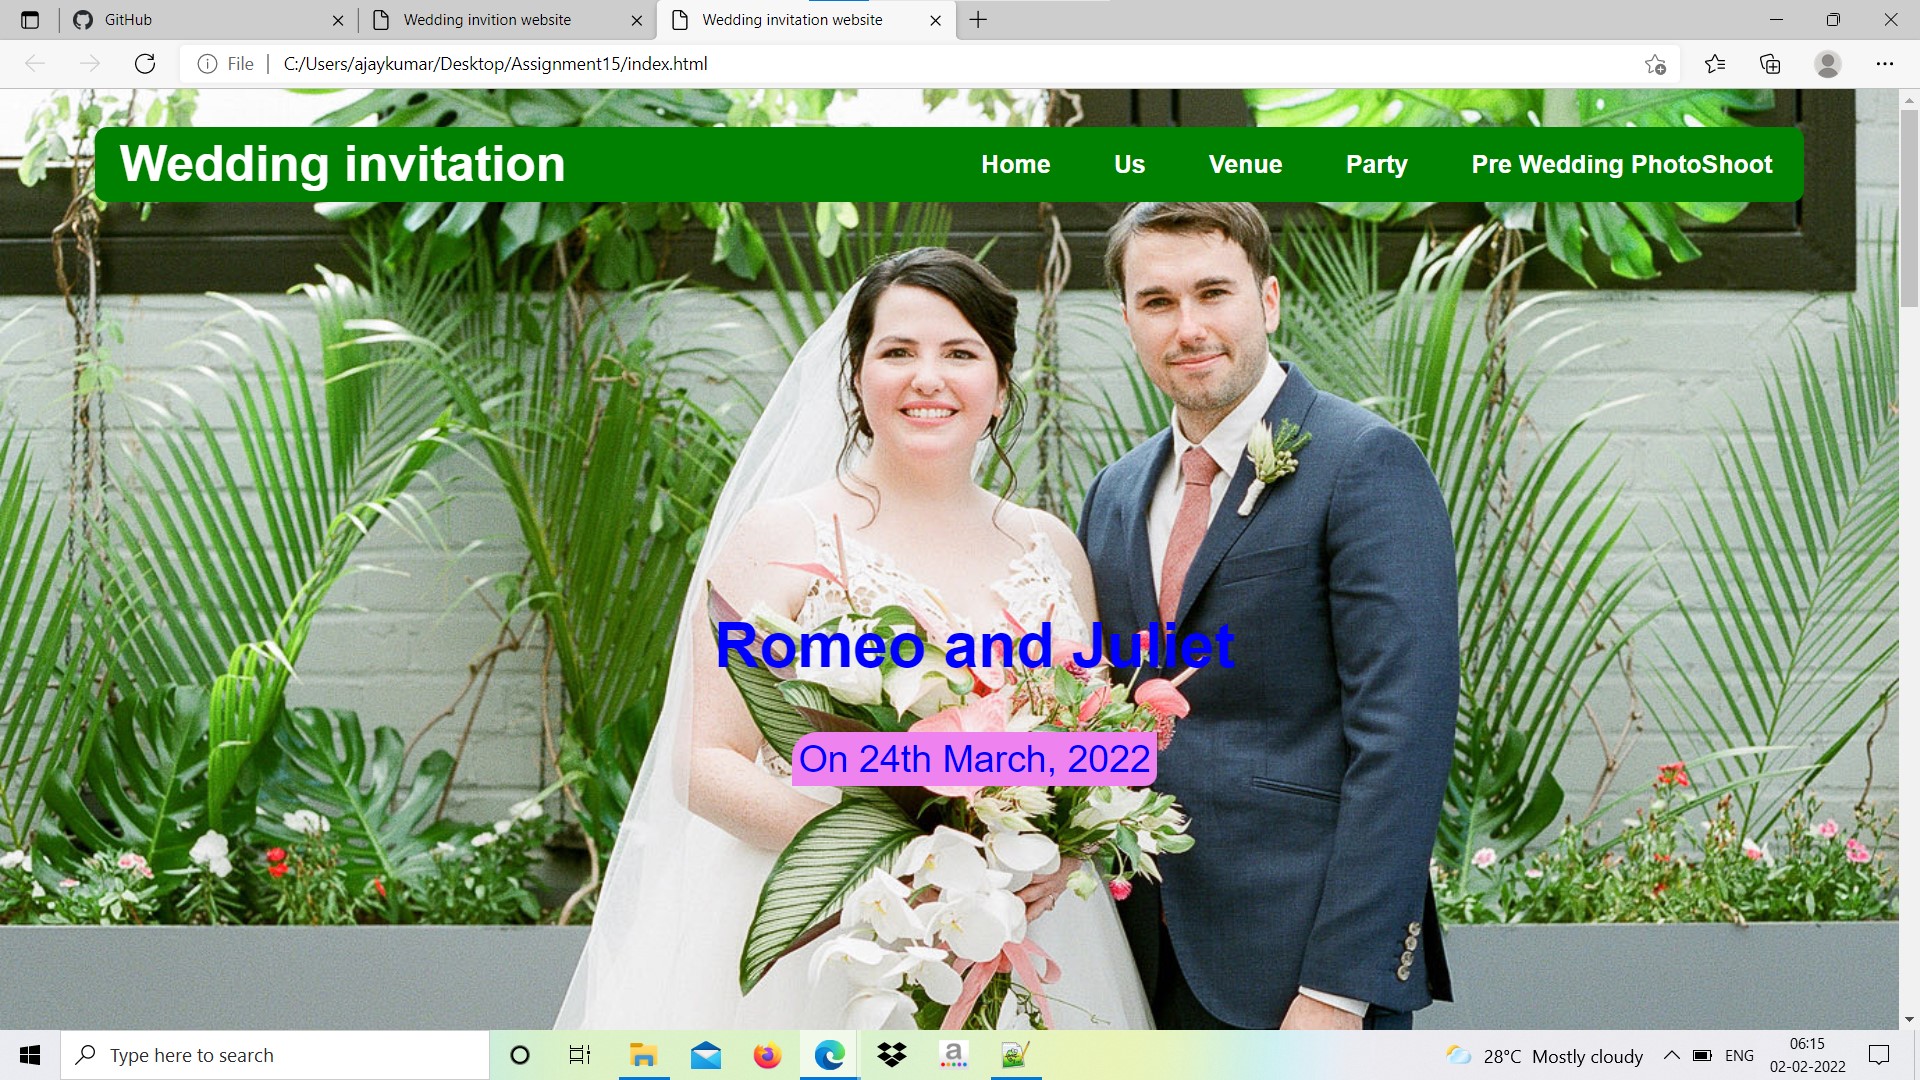 GitHub
Wedding invition website
Wedding invitation website
File
C:/Users/ajaykumar/Desktop/Assignment15/index.html
Wedding invitation
Home Us Venue Party Pre Wedding PhotoShoot
Romeo and Juliet
On 24th March, 2022
Type here to search
a
28°C Mostly cloudy
ENG
06:15
02-02-2022